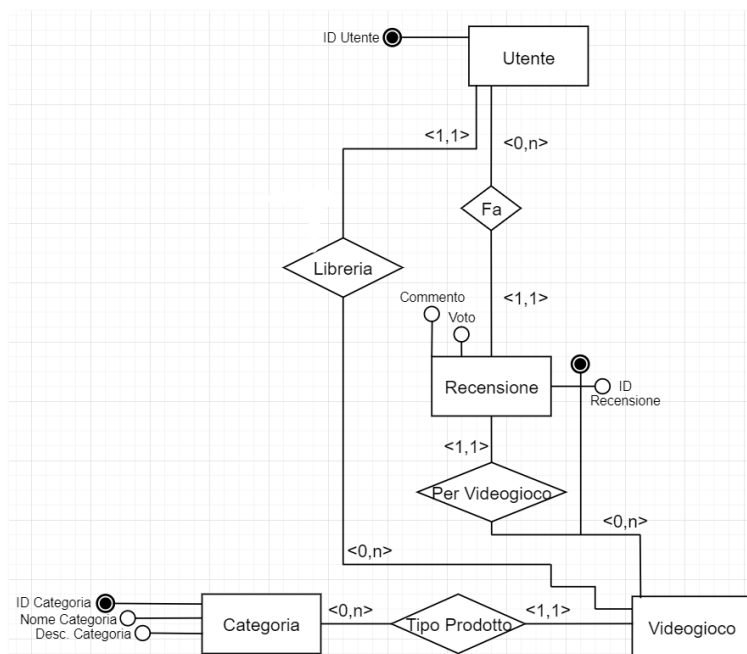 ID Utente
Utente
<1,1>
<0,n>
Fa
Libreria
<1,1>
Commento
Voto
Recensione
ID
Recensione
<1,1>
Per Videogioco
<0,n>
<0,n>
ID Categoria
Nome Categoria
Desc. Categoria
Categoria
<0,n>
Tipo Prodotto
<1,1>
Videogioco